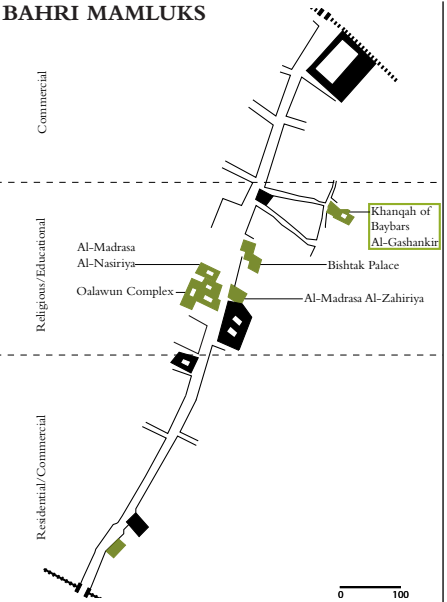 BAHRI MAMLUKS
Commercial
Religious/Educational
Residential/Commercial
Khanqah of
Baybars
Al-Gashankir
Al-Madrasa
Al-Nasiriya
Bishtak Palace
Oalawun Complex
Al-Madrasa Al-Zahiriya
0 100